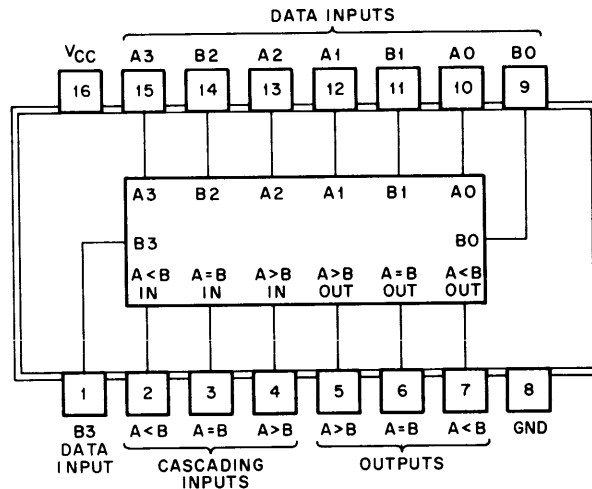 DATA INPUTS
VCC A3 B2 A2 A1 B1 A0 B0
16 15 14 13 12 11 10 9
A3 B2 A2 A1 B1 A0
B3 B0
A<B A=B A>B A>B A=B A<B
IN IN IN OUT OUT OUT
1 2 3 4 5 6 7 8
B3 A<B A=B A>B A>B A=B A<B GND
DATA
INPUT
CASCADING
INPUTS
OUTPUTS